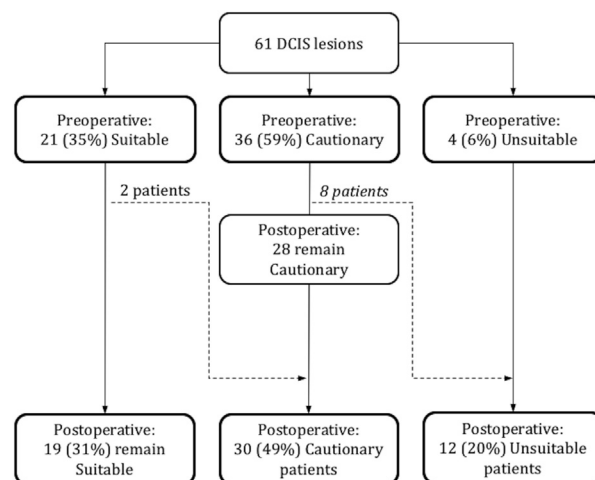 61 DCIS lesions
Preoperative:
21 (35%) Suitable
Preoperative:
36 (59%) Cautionary
Preoperative:
4 (6%) Unsuitable
2 patients
8 patients
Postoperative:
28 remain
Cautionary
Postoperative:
19 (31%) remain
Suitable
Postoperative:
30 (49%) Cautionary
patients
Postoperative:
12 (20%) Unsuitable
patients